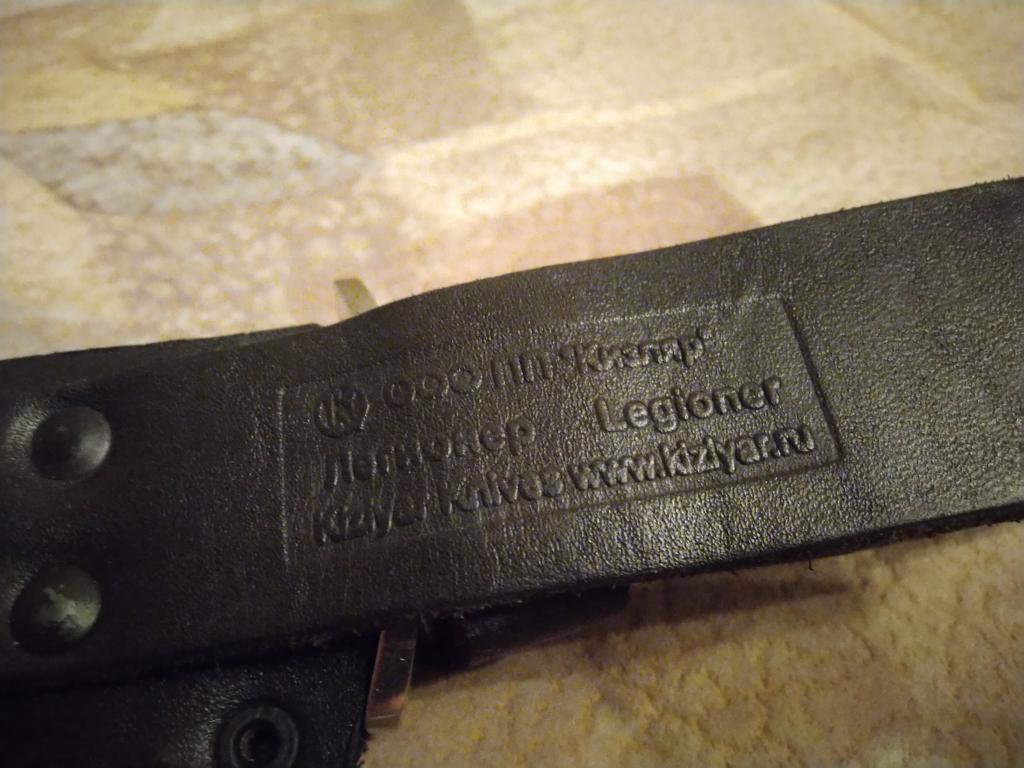 К ООО ПП "Кизляр"
Легионер Legioner
Kizlyar Knives www.kizlyar.ru